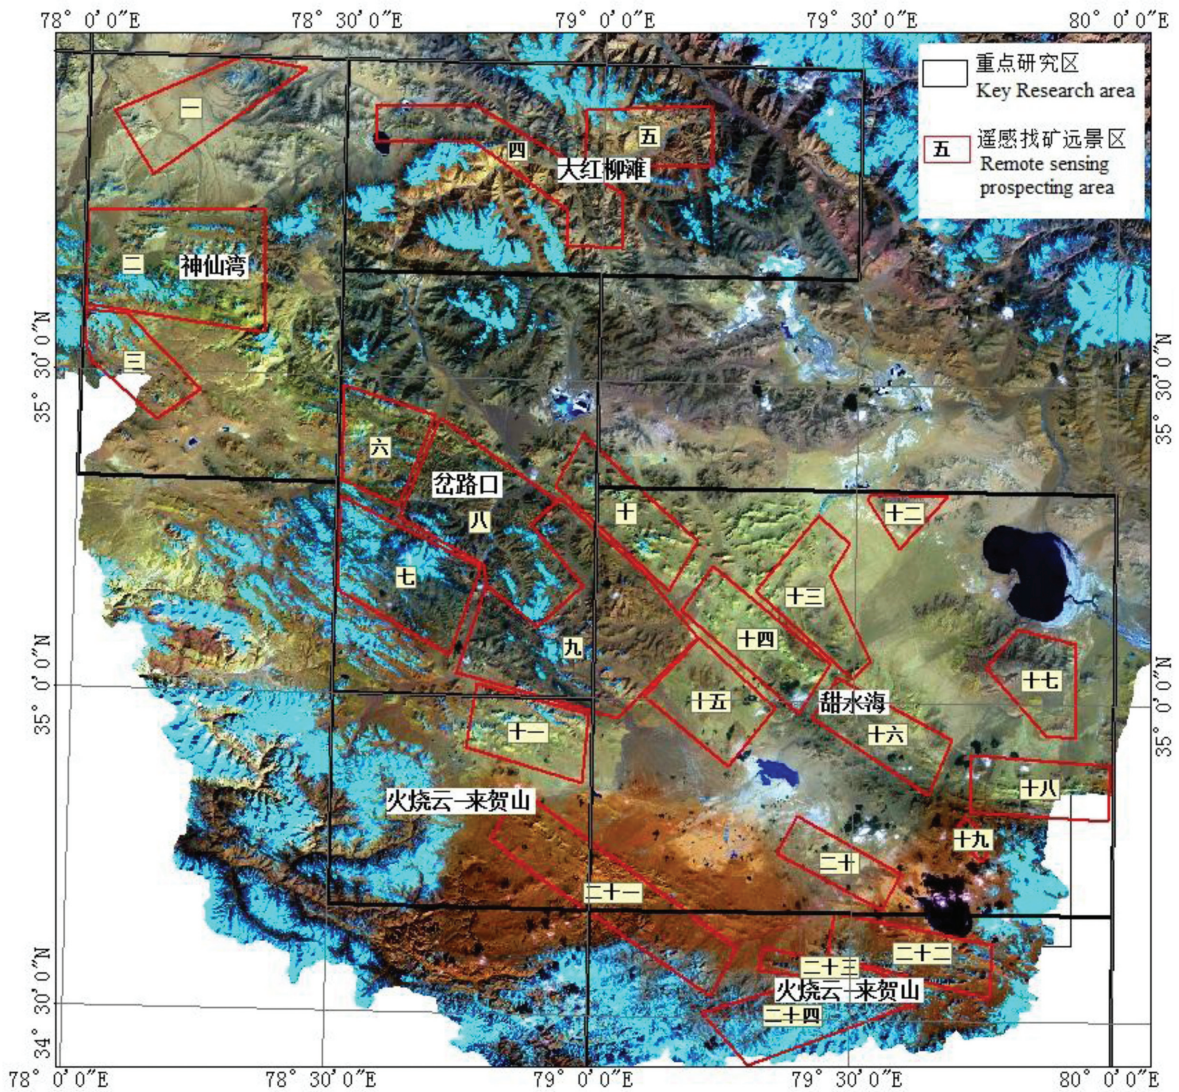 78° 0′0″E
78° 30′0″E
79° 0′0″E
79° 30′0″E
80° 0′0″E
重点研究区
Key Research area
五
遥感找矿远景区
Remote sensing
prospecting area
一
四
五
大红柳滩
二
神仙湾
三
35° 30′0″N
35° 30′0″N
六
岔路口
八
十
十二
七
十三
九
十四
十七
35° 0′0″N
35° 0′0″N
十五
甜水海
十一
十六
火烧云-来贺山
十八
十九
二十
二十一
二十二
二十三
火烧云-来贺山
二十四
34° 30′0″N
78° 0′0″E
78° 30′0″E
79° 0′0″E
79° 30′0″E
80° 0′0″E